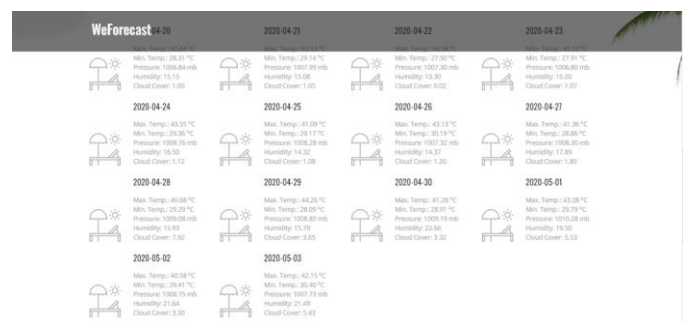 WeForecast
04-20
2020-04-21
2020-04-22
2020-04-23
Min. Temp.: 28.31 °C
Pressure: 1006.84 mb
Humidity: 15.15
Cloud Cover: 1.00
Min. Temp.: 29.14 °C
Pressure: 1007.99 mb
Humidity: 15.08
Cloud Cover: 1.05
Min. Temp.: 27.50 °C
Pressure: 1007.30 mb
Humidity: 13.30
Cloud Cover: 0.02
Min. Temp.: 27.91 °C
Pressure: 1006.80 mb
Humidity: 15.20
Cloud Cover: 1.07
2020-04-24
Max. Temp.: 43.55 °C
Min. Temp.: 29.36 °C
Pressure: 1008.76 mb
Humidity: 16.50
Cloud Cover: 1.12
2020-04-25
Max. Temp.: 41.09 °C
Min. Temp.: 29.17 °C
Pressure: 1008.28 mb
Humidity: 14.32
Cloud Cover: 1.08
2020-04-26
Max. Temp.: 43.13 °C
Min. Temp.: 30.19 °C
Pressure: 1007.32 mb
Humidity: 14.37
Cloud Cover: 1.20
2020-04-27
Max. Temp.: 41.36 °C
Min. Temp.: 28.86 °C
Pressure: 1008.30 mb
Humidity: 17.89
Cloud Cover: 1.85
2020-04-28
Max. Temp.: 40.68 °C
Min. Temp.: 29.29 °C
Pressure: 1009.08 mb
Humidity: 15.93
Cloud Cover: 7.92
2020-04-29
Max. Temp.: 44.26 °C
Min. Temp.: 28.09 °C
Pressure: 1008.80 mb
Humidity: 15.70
Cloud Cover: 3.65
2020-04-30
Max. Temp.: 41.28 °C
Min. Temp.: 28.91 °C
Pressure: 1009.19 mb
Humidity: 22.66
Cloud Cover: 3.32
2020-05-01
Max. Temp.: 43.28 °C
Min. Temp.: 29.79 °C
Pressure: 1010.28 mb
Humidity: 19.50
Cloud Cover: 5.53
2020-05-02
Max. Temp.: 40.58 °C
Min. Temp.: 29.41 °C
Pressure: 1008.75 mb
Humidity: 21.64
Cloud Cover: 3.30
2020-05-03
Max. Temp.: 42.15 °C
Min. Temp.: 30.40 °C
Pressure: 1007.73 mb
Humidity: 21.49
Cloud Cover: 5.43